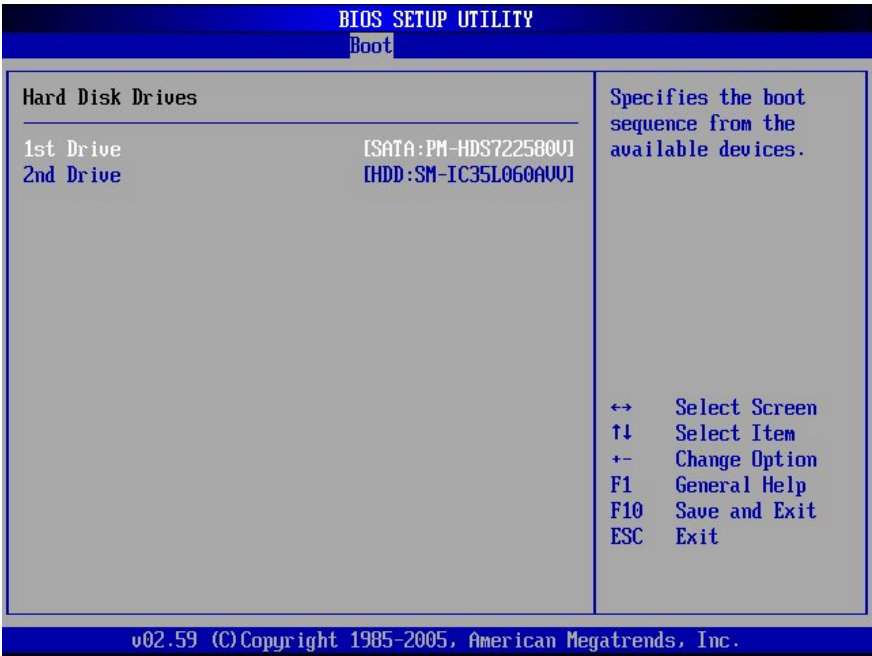 BIOS SETUP UTILITY
Boot
Hard Disk Drives
1st Drive [SATA:PM-HDS722580V]
2nd Drive [HDD:SM-IC35L060AVV]
Specifies the boot
sequence from the
available devices.
↔ Select Screen
↑↓ Select Item
+- Change Option
F1 General Help
F10 Save and Exit
ESC Exit
v02.59 (C)Copyright 1985-2005, American Megatrends, Inc.